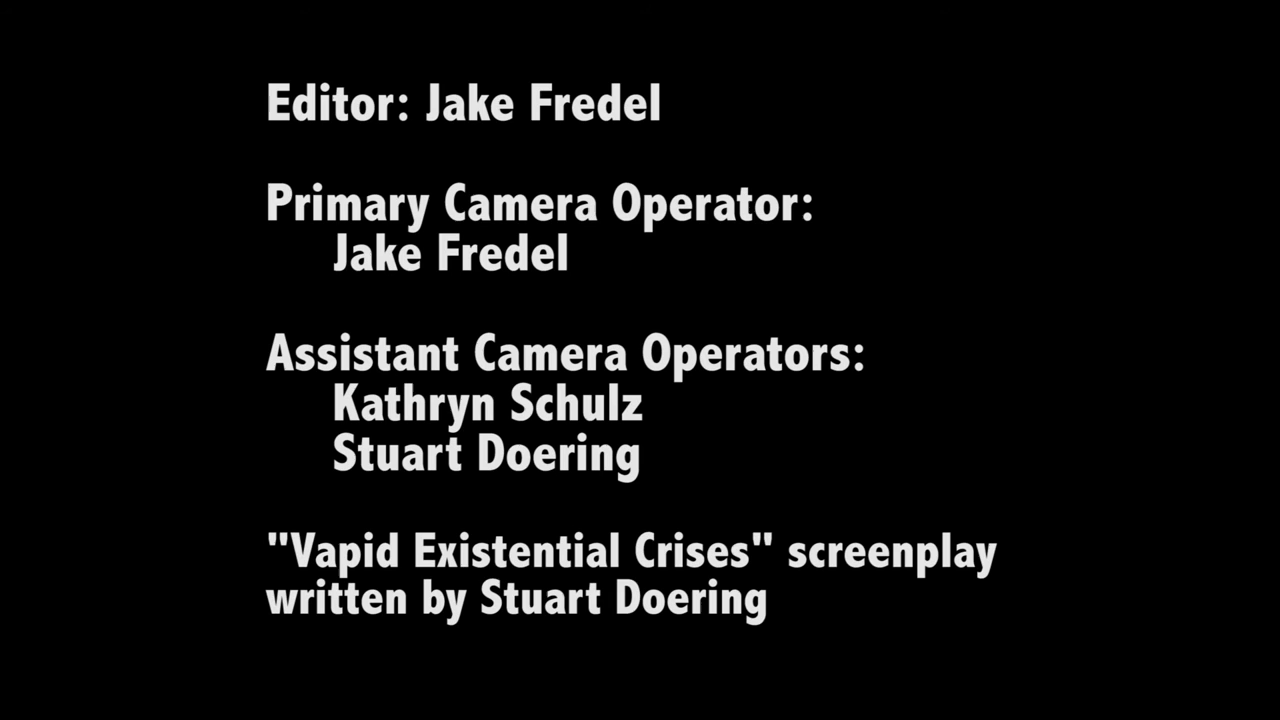 Editor: Jake Fredel
Primary Camera Operator:
Jake Fredel
Assistant Camera Operators:
Kathryn Schulz
Stuart Doering
"Vapid Existential Crises" screenplay
written by Stuart Doering